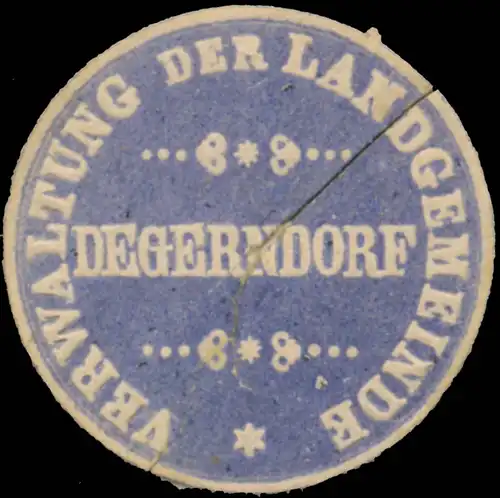 VERWALTUNG DER LANDGEMEINDE
DEGERNDORF